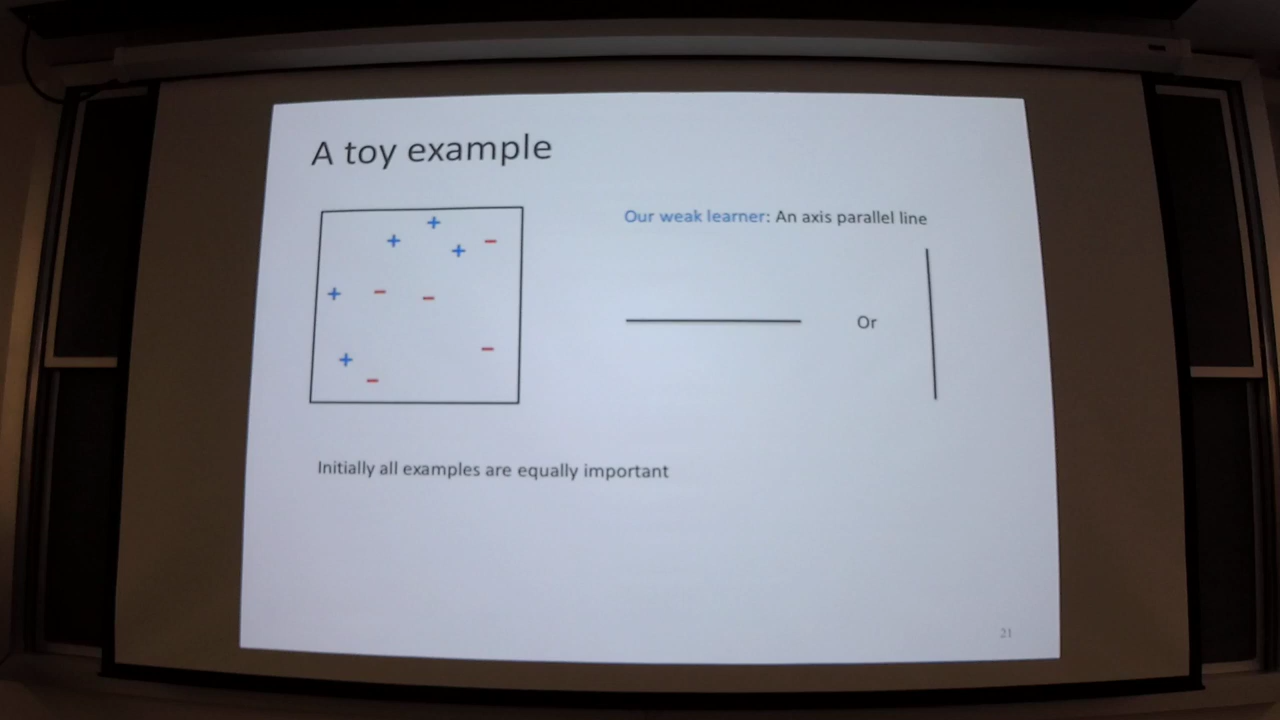 A toy example
Our weak learner: An axis parallel line
+
+
+
−
+
−
−
Or
−
+
−
Initially all examples are equally important
21